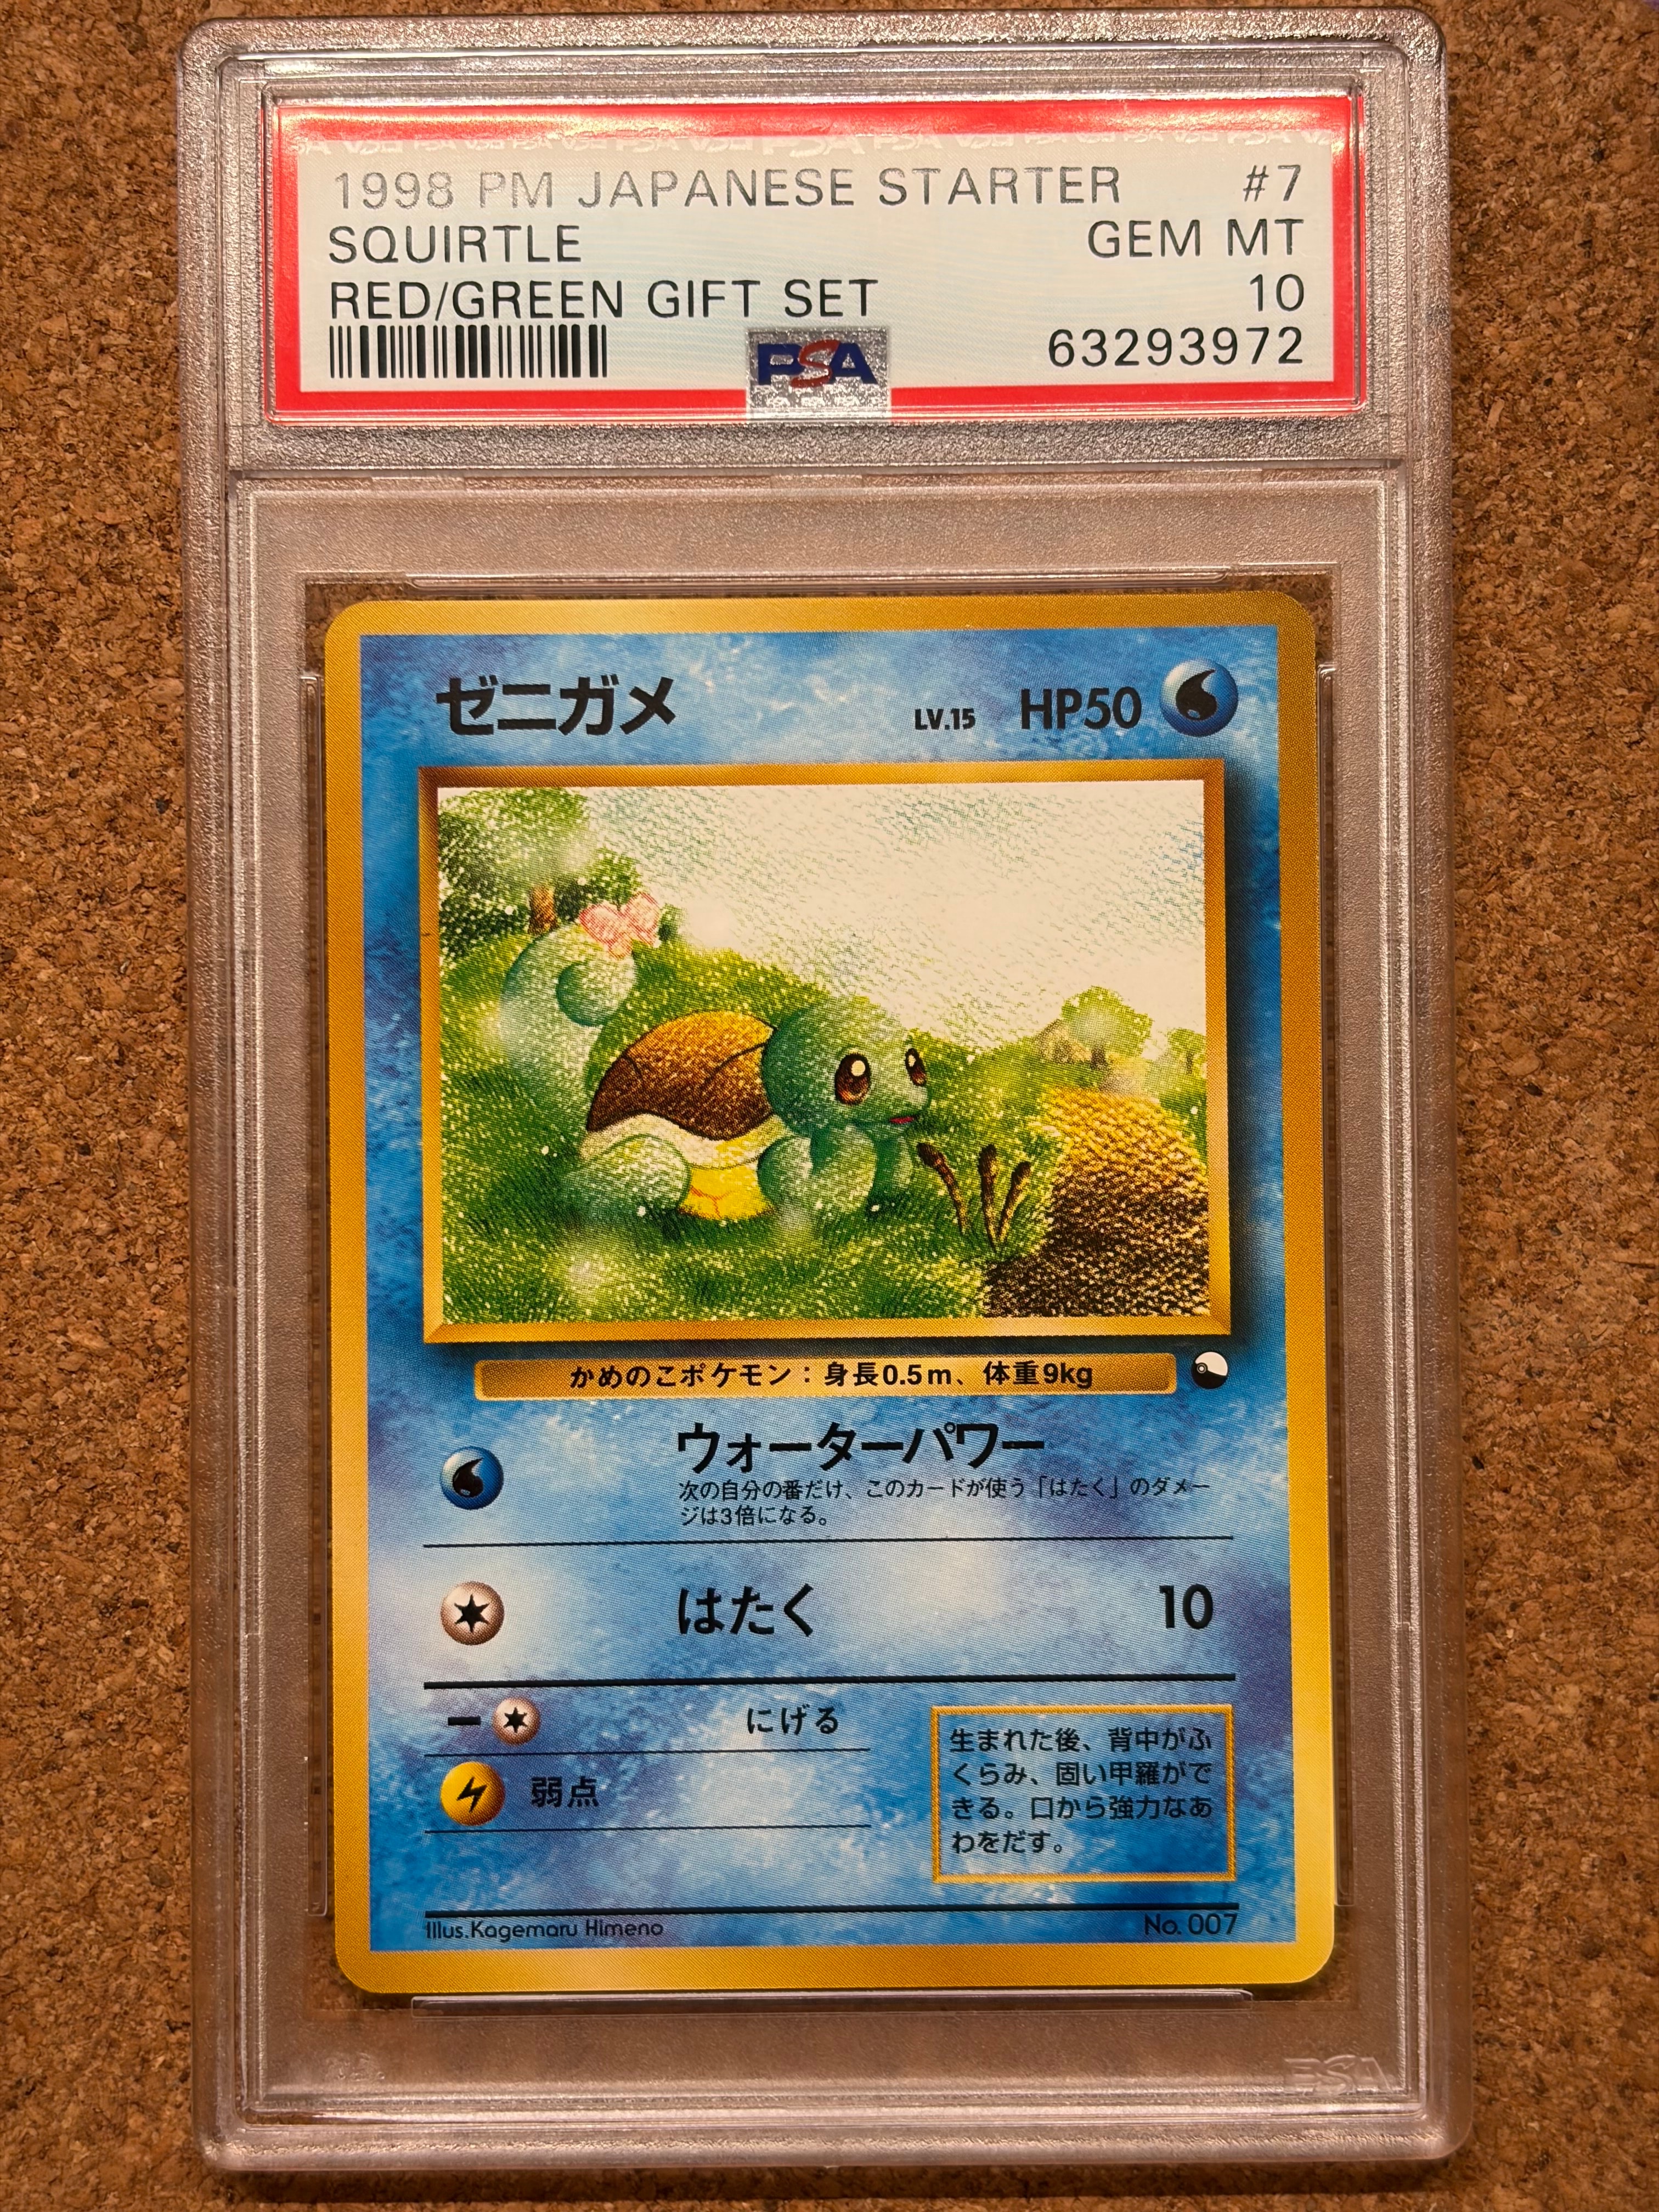 1998 PM JAPANESE STARTER #7
SQUIRTLE GEM MT
RED/GREEN GIFT SET 10
PSA 63293972
ゼニガメ LV.15 HP50
かめのこポケモン：身長0.5m、体重9kg
ウォーターパワー
次の自分の番だけ、このカードが使う「はたく」のダメー
ジは3倍になる。
はたく 10
にげる
弱点
生まれた後、背中がふ
くらみ、固い甲羅がで
きる。口から強力なあ
わをだす。
Illus.Kagemaru Himeno No.007
PSA